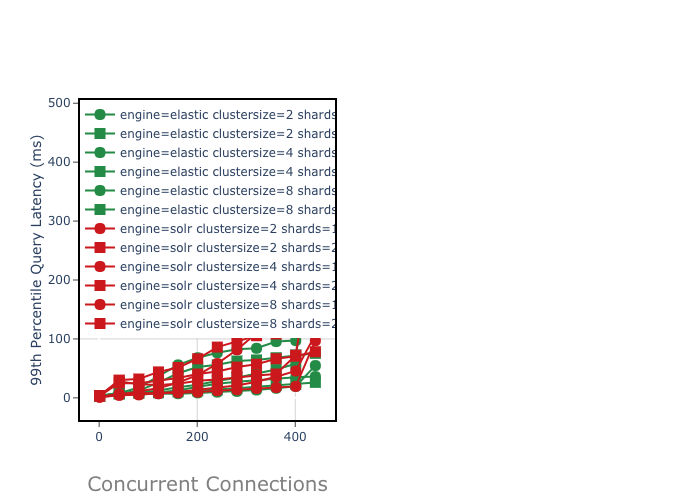 500
400
300
200
100
0
99th Percentile Query Latency (ms)
engine=elastic clustersize=2 shards
engine=elastic clustersize=2 shards
engine=elastic clustersize=4 shards
engine=elastic clustersize=4 shards
engine=elastic clustersize=8 shards
engine=elastic clustersize=8 shards
engine=solr clustersize=2 shards=1
engine=solr clustersize=2 shards=2
engine=solr clustersize=4 shards=1
engine=solr clustersize=4 shards=2
engine=solr clustersize=8 shards=1
engine=solr clustersize=8 shards=2
0 200 400
Concurrent Connections